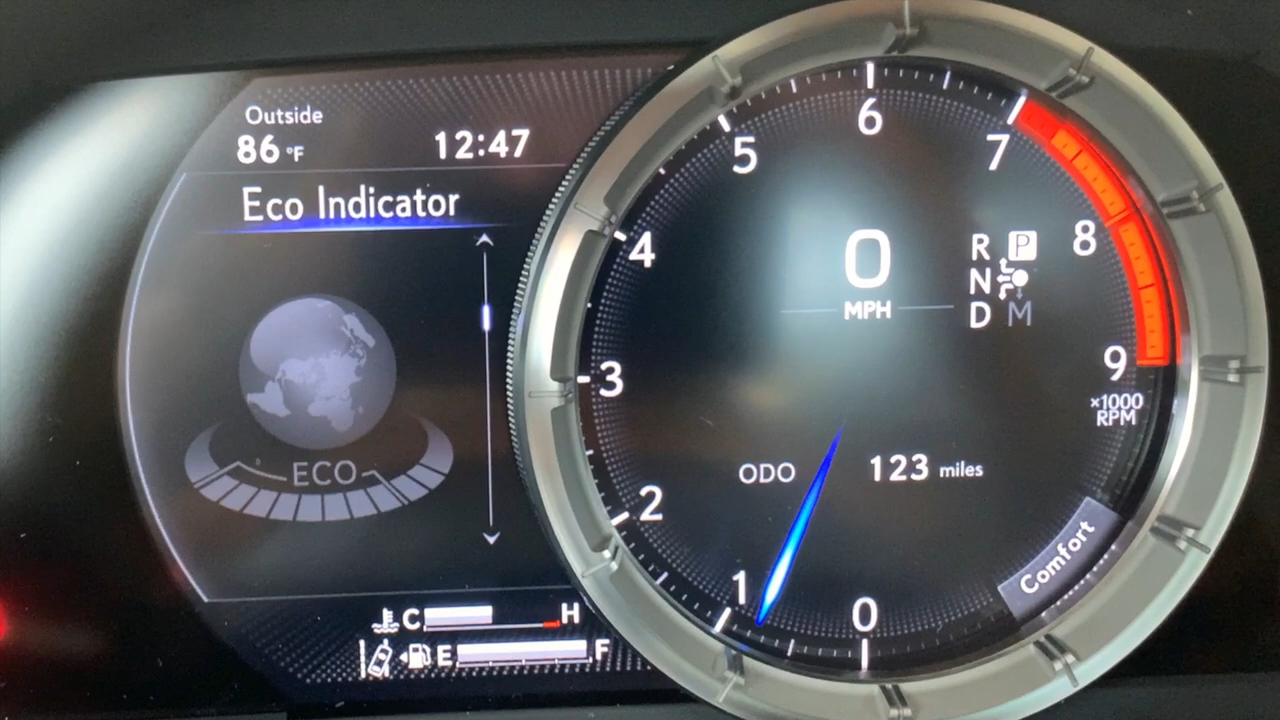 Outside
86 °F
12:47
Eco Indicator
ECO
C H
E F
0
1
2
3
4
5
6
7
8
9
×1000
RPM
0
MPH
R P
N
D M
ODO 123 miles
Comfort